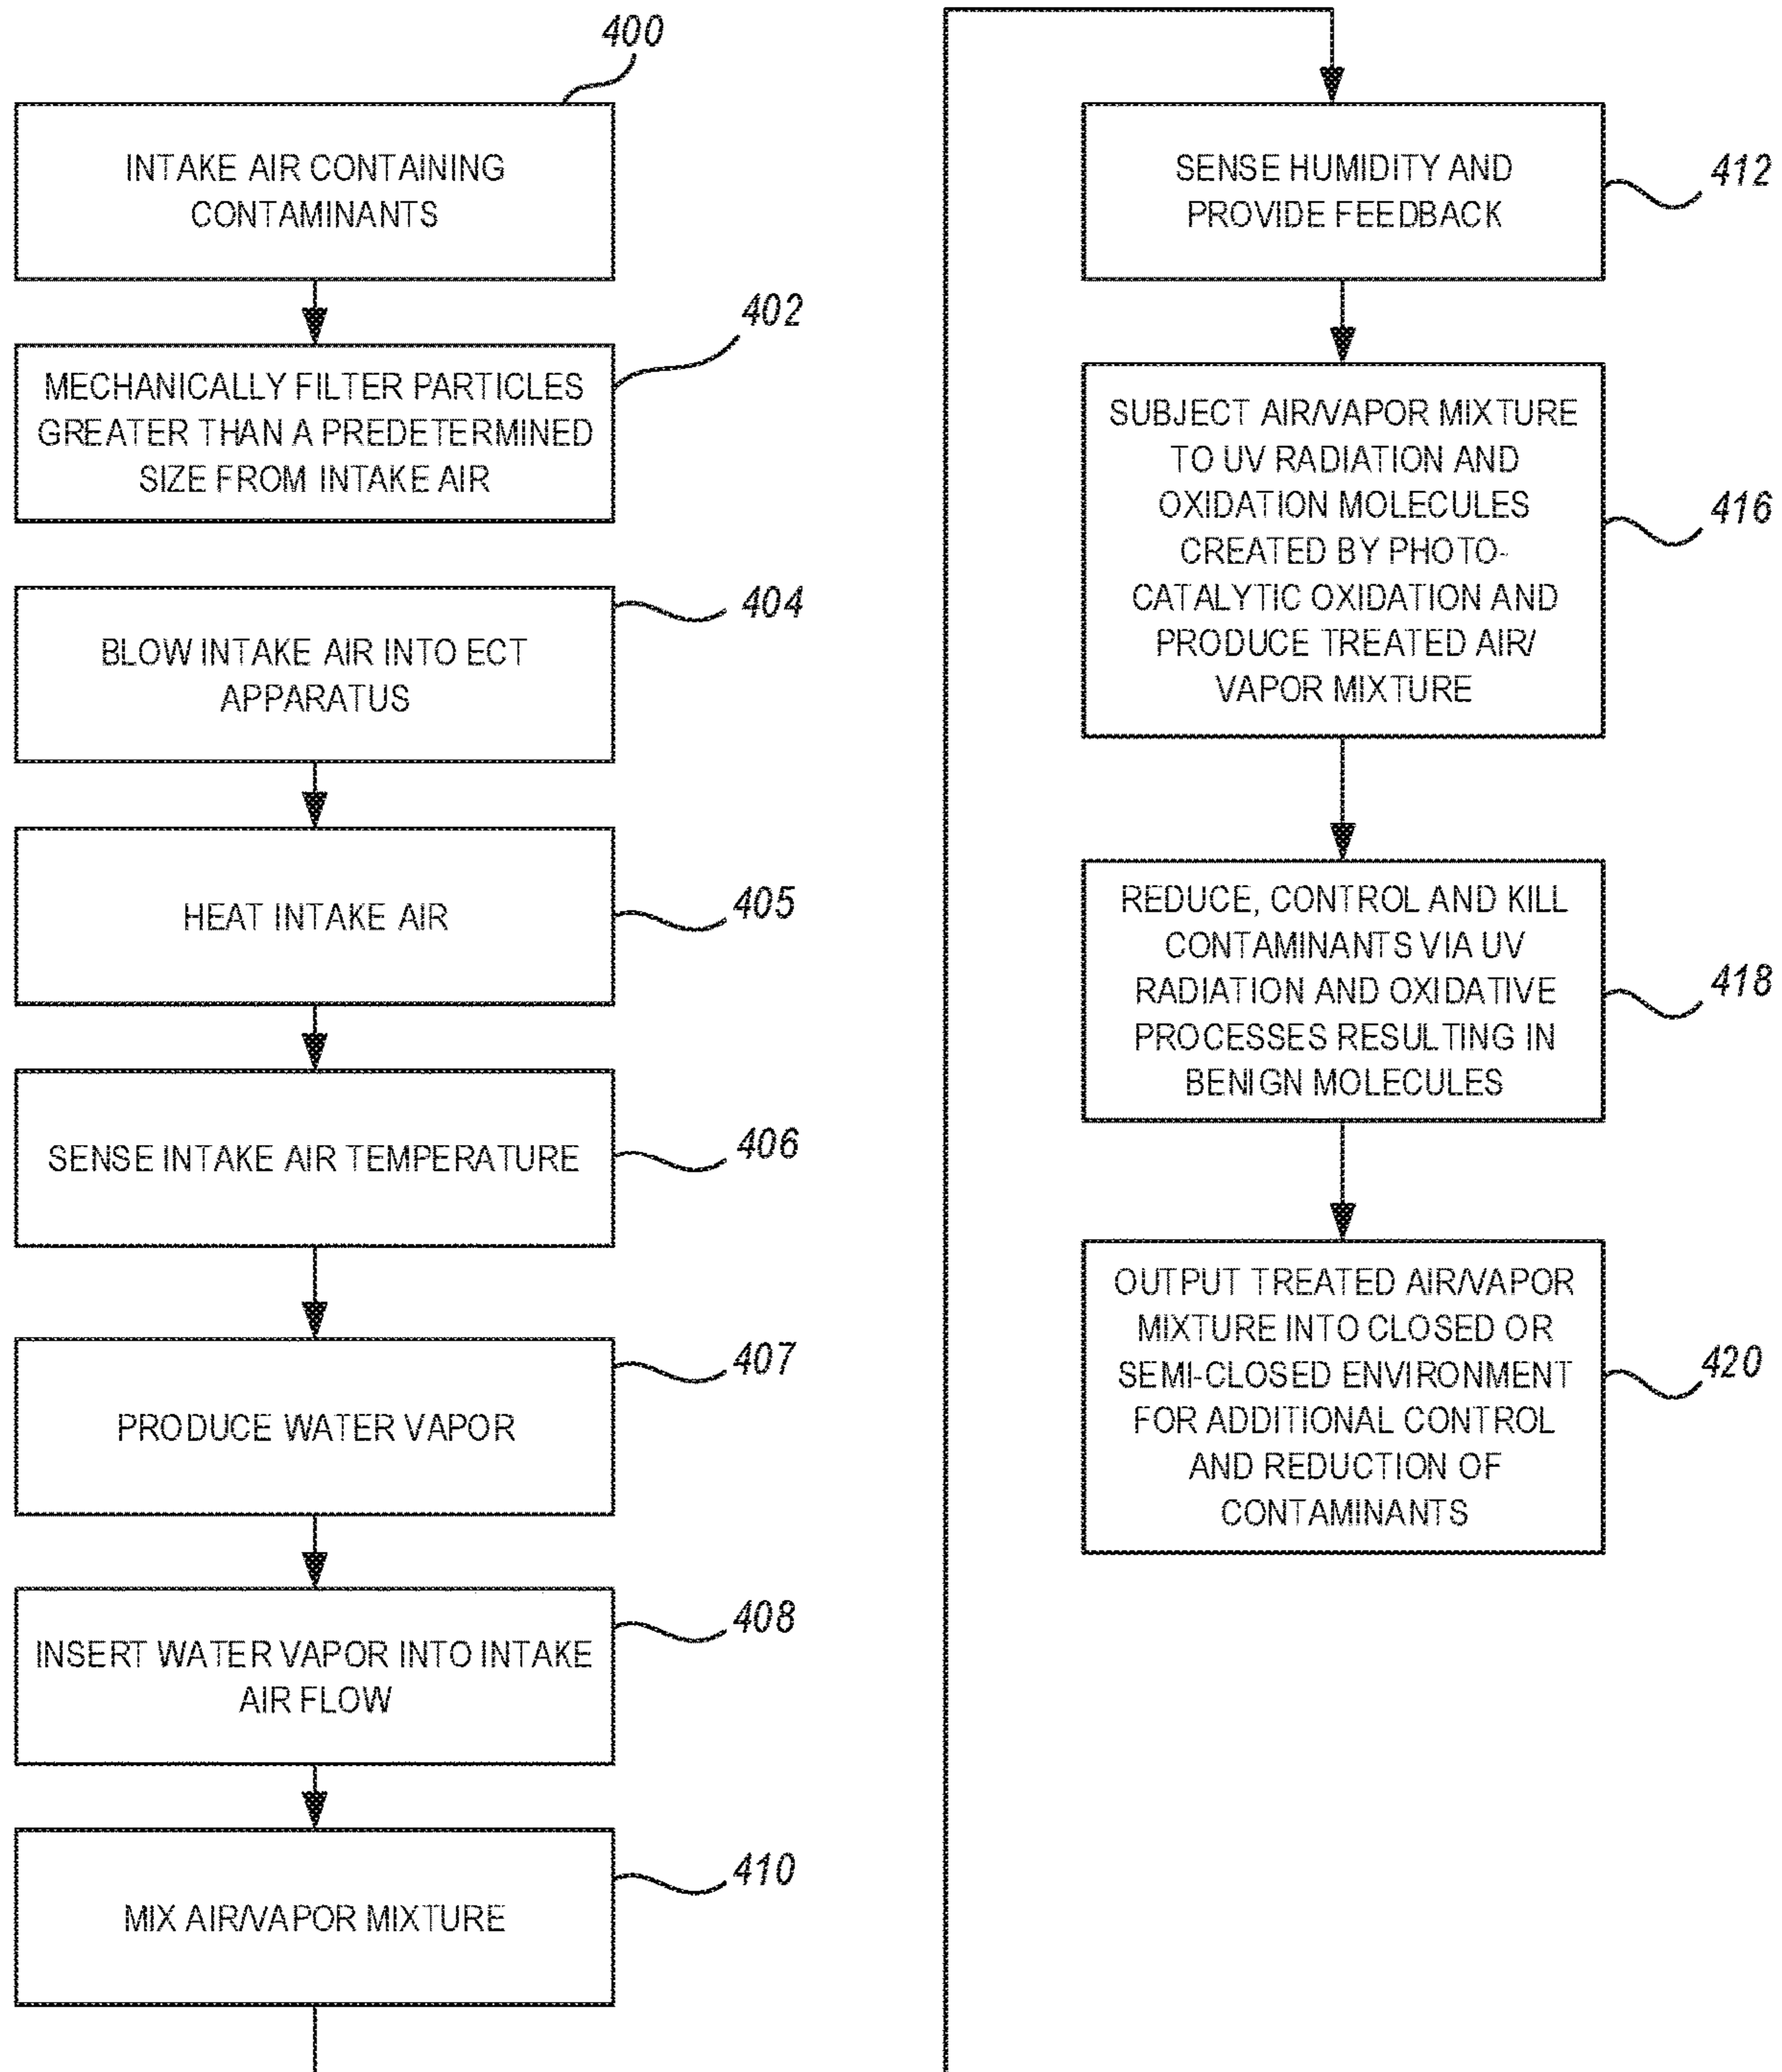 400
INTAKE AIR CONTAINING
CONTAMINANTS
402
MECHANICALLY FILTER PARTICLES
GREATER THAN A PREDETERMINED
SIZE FROM INTAKE AIR
404
BLOW INTAKE AIR INTO ECT
APPARATUS
405
HEAT INTAKE AIR
406
SENSE INTAKE AIR TEMPERATURE
407
PRODUCE WATER VAPOR
408
INSERT WATER VAPOR INTO INTAKE
AIR FLOW
410
MIX AIR/VAPOR MIXTURE
412
SENSE HUMIDITY AND
PROVIDE FEEDBACK
416
SUBJECT AIR/VAPOR MIXTURE
TO UV RADIATION AND
OXIDATION MOLECULES
CREATED BY PHOTO-
CATALYTIC OXIDATION AND
PRODUCE TREATED AIR/
VAPOR MIXTURE
418
REDUCE, CONTROL AND KILL
CONTAMINANTS VIA UV
RADIATION AND OXIDATIVE
PROCESSES RESULTING IN
BENIGN MOLECULES
420
OUTPUT TREATED AIR/VAPOR
MIXTURE INTO CLOSED OR
SEMI-CLOSED ENVIRONMENT
FOR ADDITIONAL CONTROL
AND REDUCTION OF
CONTAMINANTS